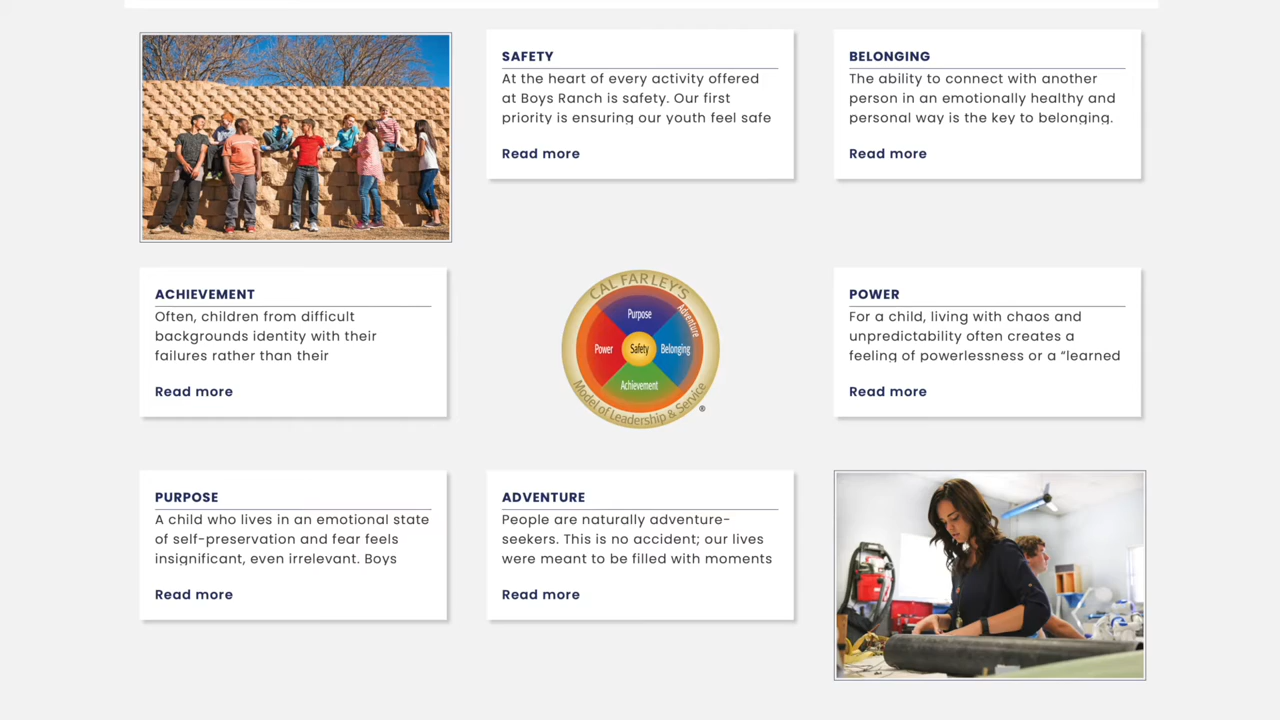 SAFETY
At the heart of every activity offered
at Boys Ranch is safety. Our first
priority is ensuring our youth feel safe
Read more
BELONGING
The ability to connect with another
person in an emotionally healthy and
personal way is the key to belonging.
Read more
ACHIEVEMENT
Often, children from difficult
backgrounds identity with their
failures rather than their
Read more
CAL FARLEY'S
Purpose
Adventure
Power
Safety
Belonging
Achievement
Model of Leadership & Service
®
POWER
For a child, living with chaos and
unpredictability often creates a
feeling of powerlessness or a “learned
Read more
PURPOSE
A child who lives in an emotional state
of self-preservation and fear feels
insignificant, even irrelevant. Boys
Read more
ADVENTURE
People are naturally adventure-
seekers. This is no accident; our lives
were meant to be filled with moments
Read more